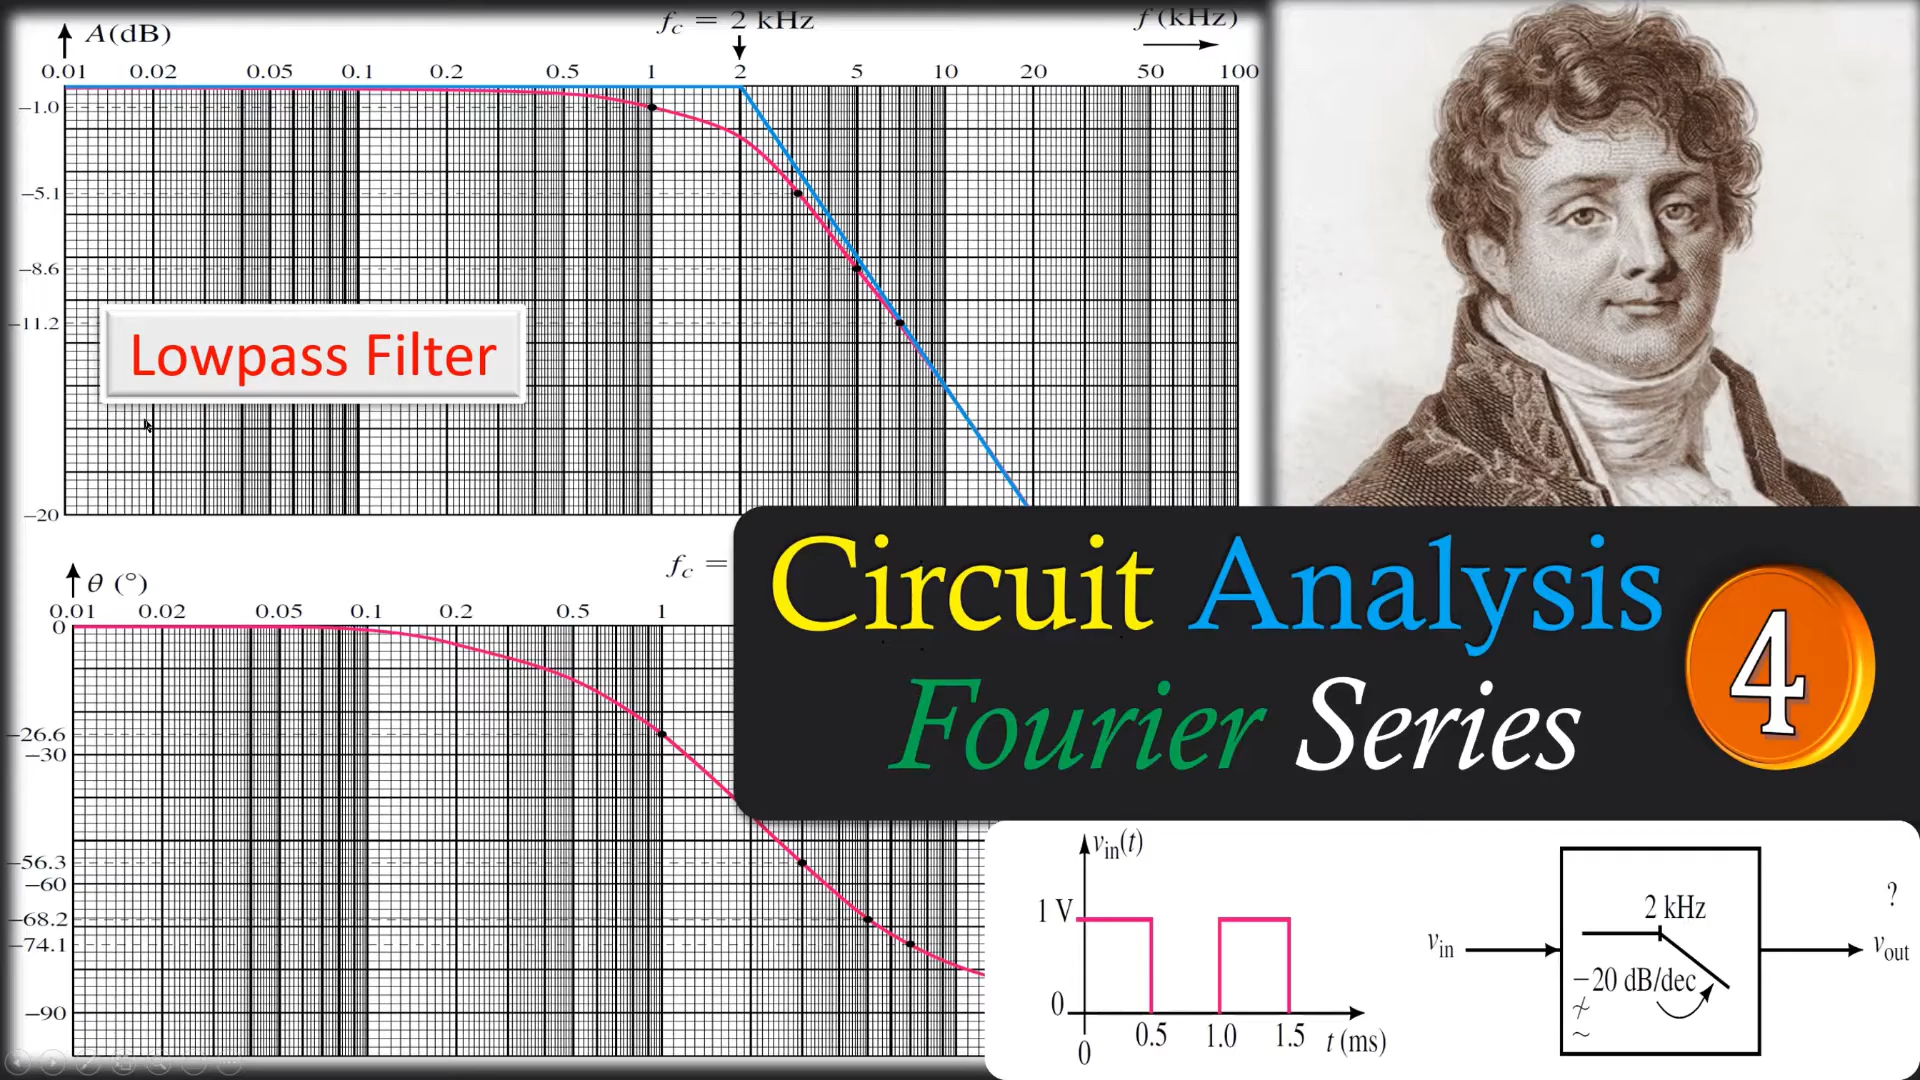 f_c = 2 kHz
f (kHz)
A(dB)
0.01 0.02 0.05 0.1 0.2 0.5 1 2 5 10 20 50 100
−1.0
−5.1
−8.6
−11.2
−20
Lowpass Filter
f_c =
θ (°)
0.01 0.02 0.05 0.1 0.2 0.5 1
0
−26.6
−30
−56.3
−60
−68.2
−74.1
−90
Circuit Analysis
Fourier Series
4
v_in(t)
1 V
0
0 0.5 1.0 1.5 t (ms)
2 kHz
?
v_in
v_out
−20 dB/dec